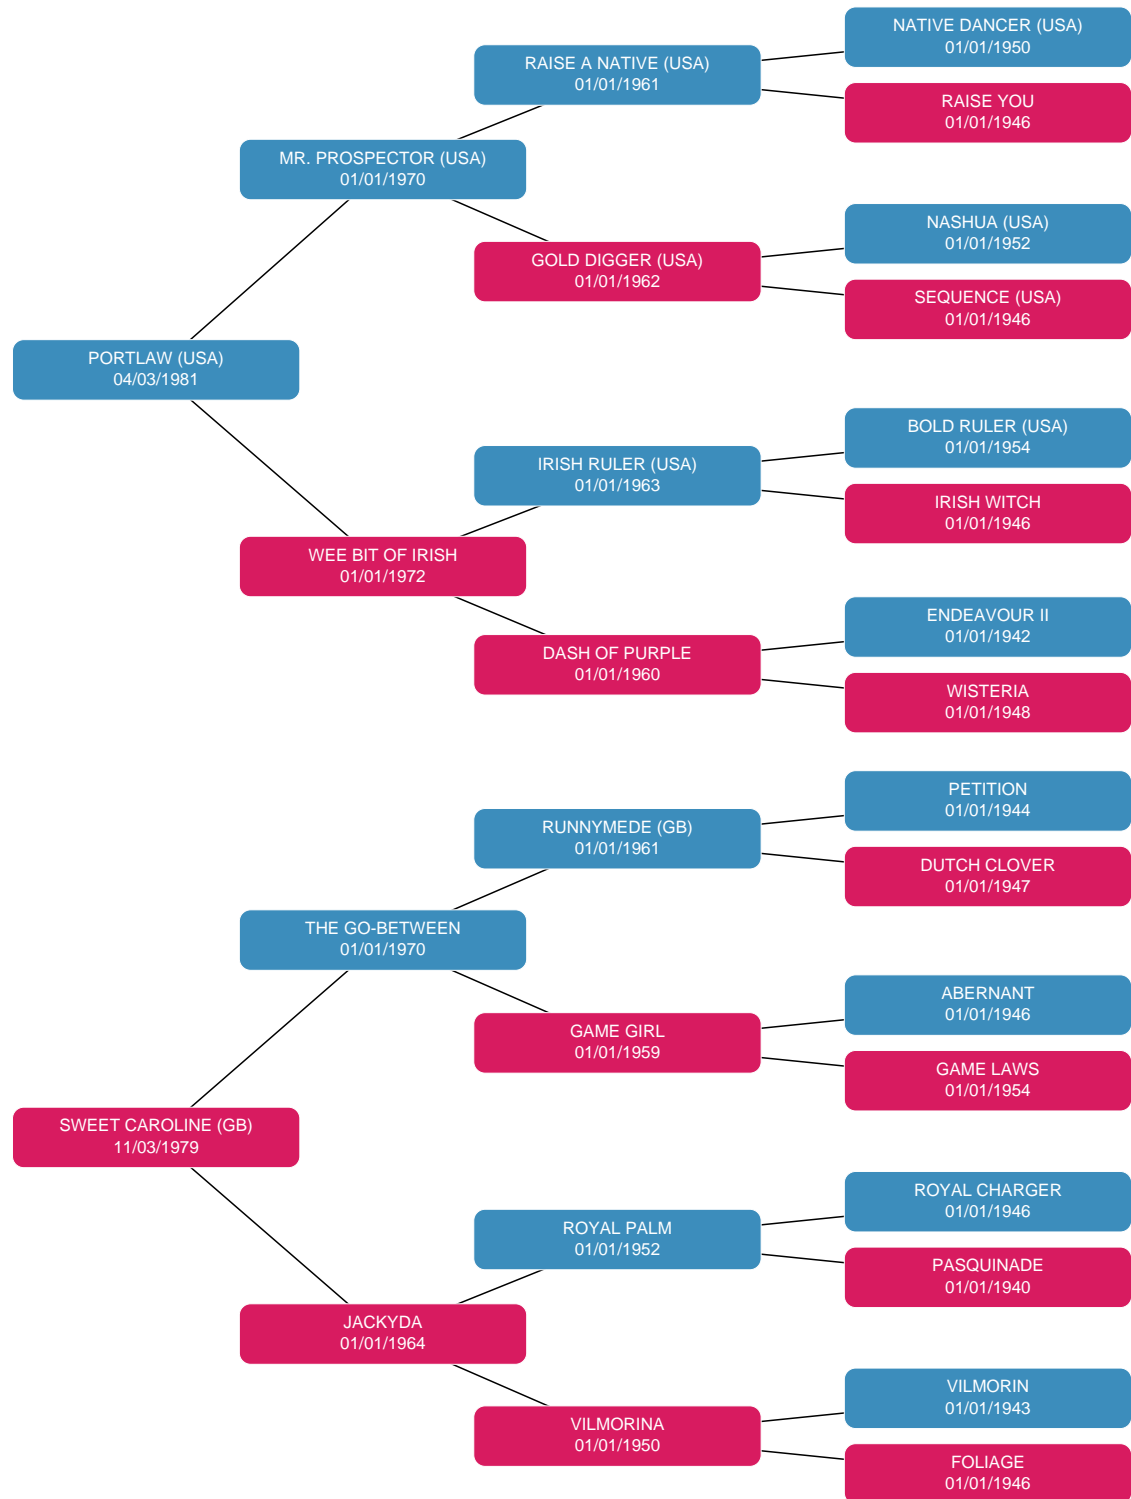 NATIVE DANCER (USA)
01/01/1950
RAISE A NATIVE (USA)
01/01/1961
RAISE YOU
01/01/1946
MR. PROSPECTOR (USA)
01/01/1970
NASHUA (USA)
01/01/1952
GOLD DIGGER (USA)
01/01/1962
SEQUENCE (USA)
01/01/1946
PORTLAW (USA)
04/03/1981
BOLD RULER (USA)
01/01/1954
IRISH RULER (USA)
01/01/1963
IRISH WITCH
01/01/1946
WEE BIT OF IRISH
01/01/1972
ENDEAVOUR II
01/01/1942
DASH OF PURPLE
01/01/1960
WISTERIA
01/01/1948
PETITION
01/01/1944
RUNNYMEDE (GB)
01/01/1961
DUTCH CLOVER
01/01/1947
THE GO-BETWEEN
01/01/1970
ABERNANT
01/01/1946
GAME GIRL
01/01/1959
GAME LAWS
01/01/1954
SWEET CAROLINE (GB)
11/03/1979
ROYAL CHARGER
01/01/1946
ROYAL PALM
01/01/1952
PASQUINADE
01/01/1940
JACKYDA
01/01/1964
VILMORIN
01/01/1943
VILMORINA
01/01/1950
FOLIAGE
01/01/1946